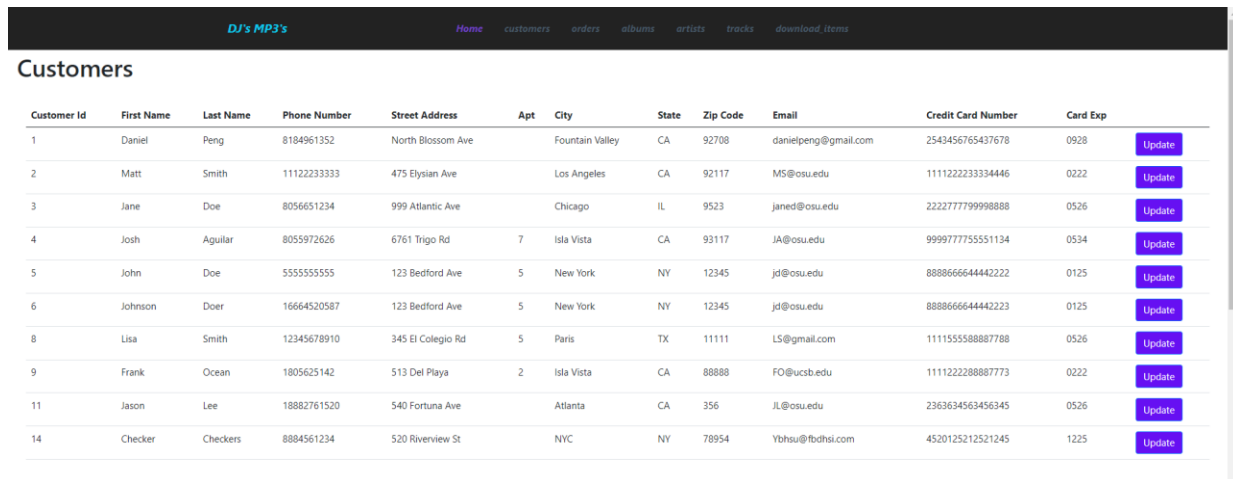 DJ's MP3's Home customers orders albums artists tracks download_items
Customers
Customer Id First Name Last Name Phone Number Street Address Apt City State Zip Code Email Credit Card Number Card Exp
1 Daniel Peng 8184961352 North Blossom Ave Fountain Valley CA 92708 danielpeng@gmail.com 2543456765437678 0928 Update
2 Matt Smith 11122233333 475 Elysian Ave Los Angeles CA 92117 MS@osu.edu 1111222233334446 0222 Update
3 Jane Doe 8056651234 999 Atlantic Ave Chicago IL 9523 janed@osu.edu 2222777799998888 0526 Update
4 Josh Aguilar 8055972626 6761 Trigo Rd 7 Isla Vista CA 93117 JA@osu.edu 9999777755551134 0534 Update
5 John Doe 5555555555 123 Bedford Ave 5 New York NY 12345 jd@osu.edu 8888666644442222 0125 Update
6 Johnson Doer 16664520587 123 Bedford Ave 5 New York NY 12345 jd@osu.edu 8888666644442223 0125 Update
8 Lisa Smith 12345678910 345 El Colegio Rd 5 Paris TX 11111 LS@gmail.com 1111555588887788 0526 Update
9 Frank Ocean 1805625142 513 Del Playa 2 Isla Vista CA 88888 FO@ucsb.edu 1111222288887773 0222 Update
11 Jason Lee 18882761520 540 Fortuna Ave Atlanta CA 356 JL@osu.edu 2363634563456345 0526 Update
14 Checker Checkers 8884561234 520 Riverview St NYC NY 78954 Ybhsu@fbdhsi.com 4520125212521245 1225 Update